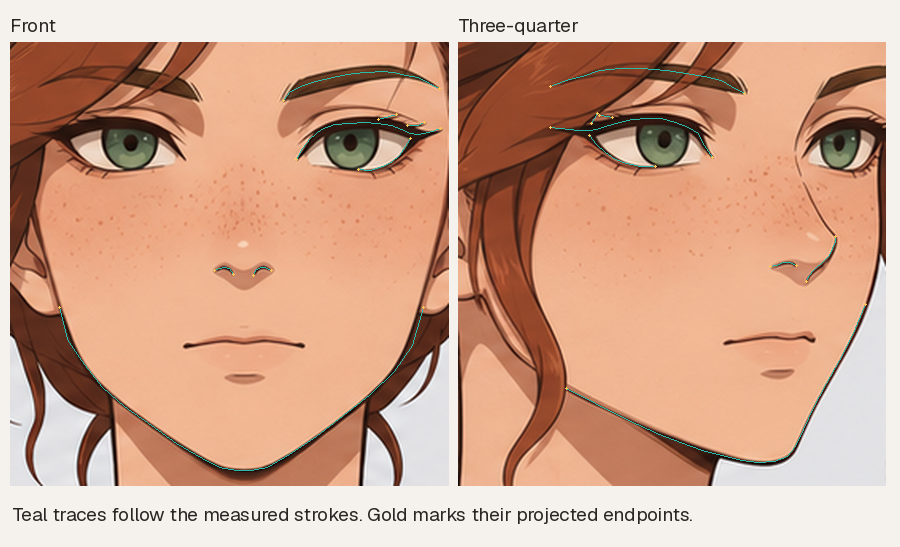 Front
Three-quarter
Teal traces follow the measured strokes. Gold marks their projected endpoints.